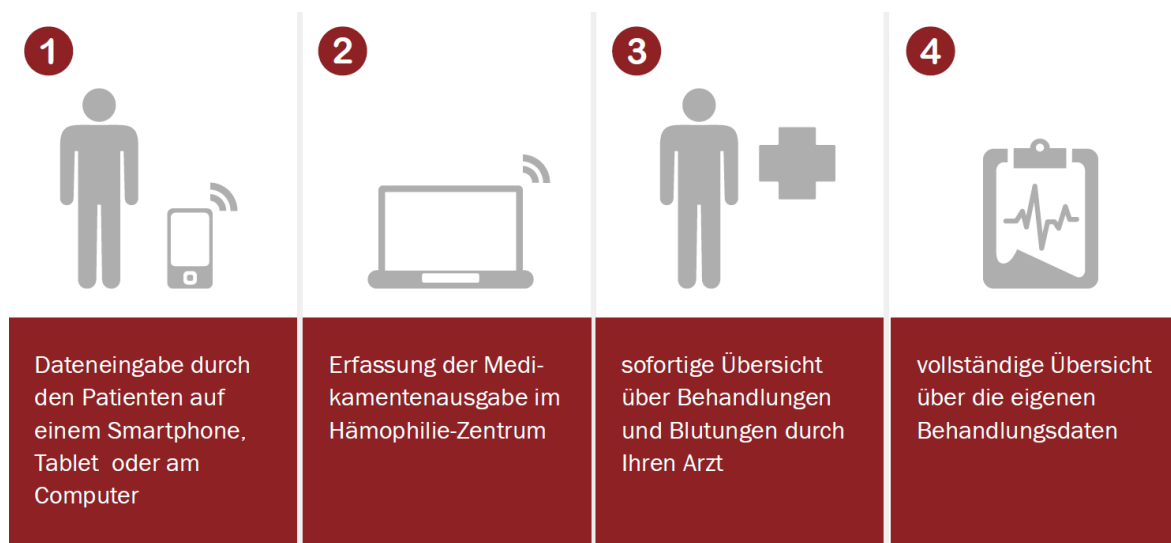 1
Dateneingabe durch
den Patienten auf
einem Smartphone,
Tablet oder am
Computer
2
Erfassung der Medi-
kamentenausgabe im
Hämophilie-Zentrum
3
sofortige Übersicht
über Behandlungen
und Blutungen durch
Ihren Arzt
4
vollständige Übersicht
über die eigenen
Behandlungsdaten